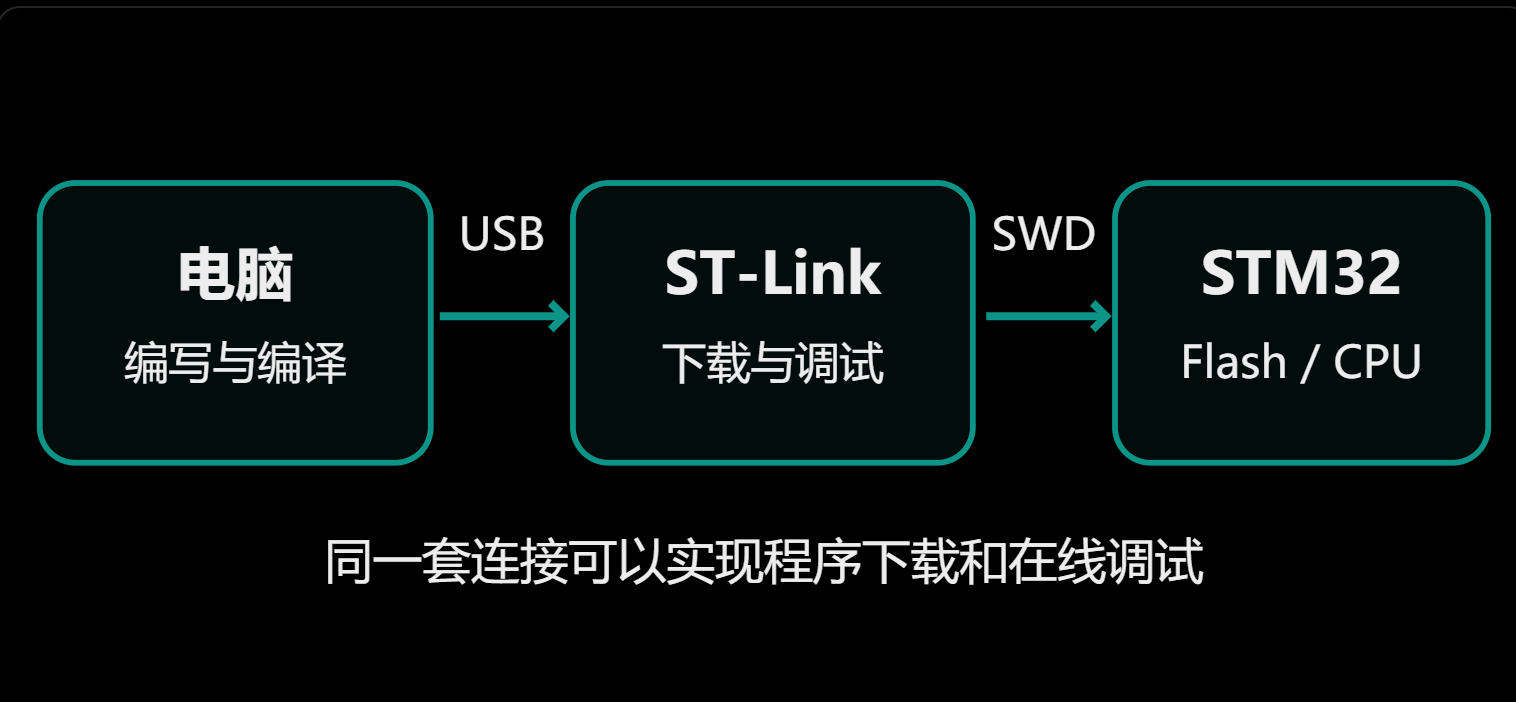 电脑
编写与编译
USB
ST-Link
下载与调试
SWD
STM32
Flash / CPU
同一套连接可以实现程序下载和在线调试